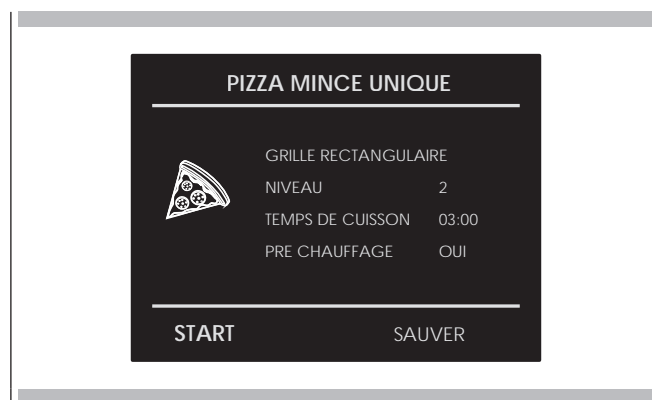 PIZZA MINCE UNIQUE
GRILLE RECTANGULAIRE
NIVEAU 2
TEMPS DE CUISSON 03:00
PRE CHAUFFAGE OUI
START SAUVER